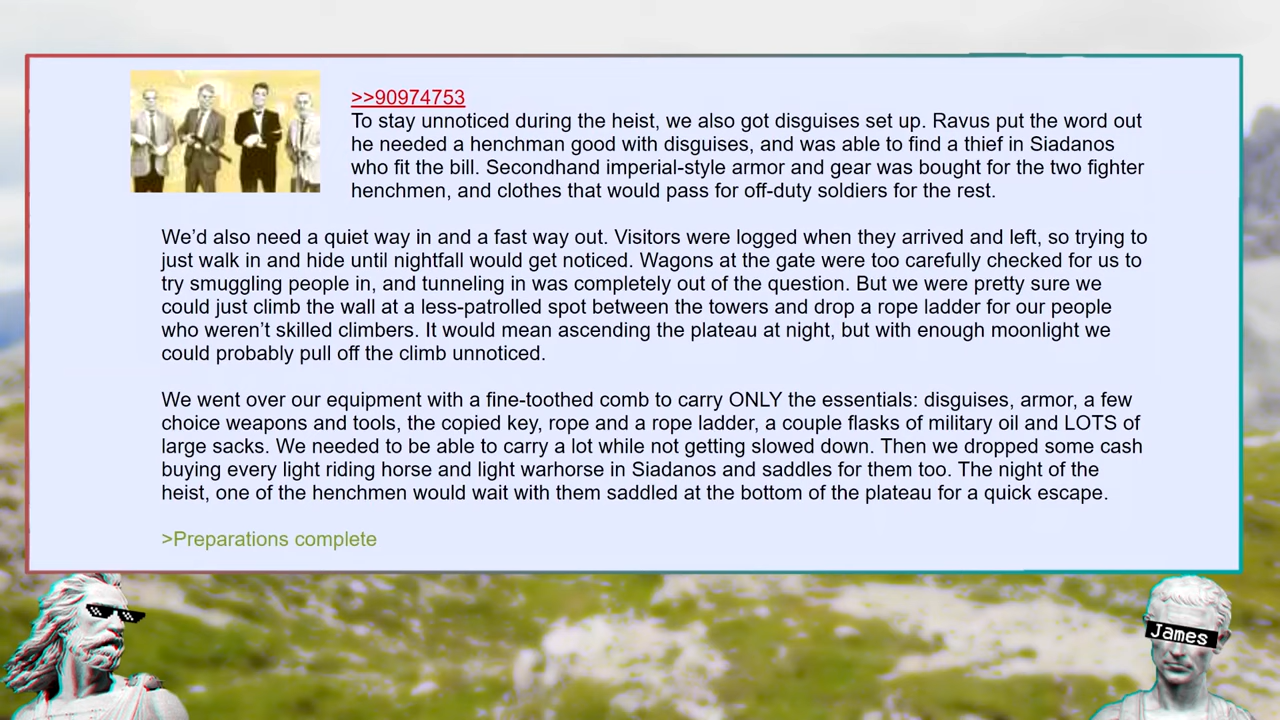 >>90974753
To stay unnoticed during the heist, we also got disguises set up. Ravus put the word out
he needed a henchman good with disguises, and was able to find a thief in Siadanos
who fit the bill. Secondhand imperial-style armor and gear was bought for the two fighter
henchmen, and clothes that would pass for off-duty soldiers for the rest.
We’d also need a quiet way in and a fast way out. Visitors were logged when they arrived and left, so trying to
just walk in and hide until nightfall would get noticed. Wagons at the gate were too carefully checked for us to
try smuggling people in, and tunneling in was completely out of the question. But we were pretty sure we
could just climb the wall at a less-patrolled spot between the towers and drop a rope ladder for our people
who weren’t skilled climbers. It would mean ascending the plateau at night, but with enough moonlight we
could probably pull off the climb unnoticed.
We went over our equipment with a fine-toothed comb to carry ONLY the essentials: disguises, armor, a few
choice weapons and tools, the copied key, rope and a rope ladder, a couple flasks of military oil and LOTS of
large sacks. We needed to be able to carry a lot while not getting slowed down. Then we dropped some cash
buying every light riding horse and light warhorse in Siadanos and saddles for them too. The night of the
heist, one of the henchmen would wait with them saddled at the bottom of the plateau for a quick escape.
>Preparations complete
James